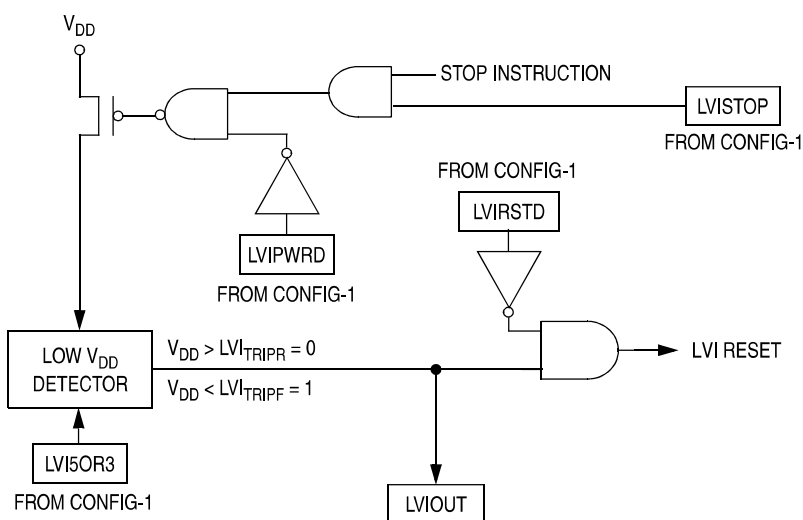 VDD
STOP INSTRUCTION
LVISTOP
FROM CONFIG-1
FROM CONFIG-1
LVIRSTD
LVIPWRD
FROM CONFIG-1
LOW VDD
DETECTOR
VDD > LVITRIPR = 0
VDD < LVITRIPF = 1
LVI RESET
LVI5OR3
FROM CONFIG-1
LVIOUT